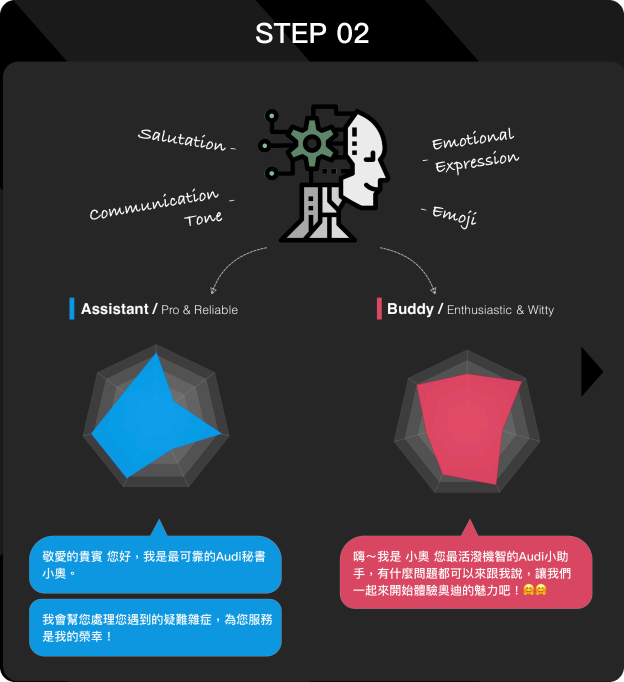 STEP 02
Salutation
Emotional
Expression
Communication
Tone
Emoji
Assistant / Pro & Reliable
Buddy / Enthusiastic & Witty
敬愛的貴賓 您好，我是最可靠的Audi秘書
小奧。
我會幫您處理您遇到的疑難雜症，為您服務
是我的榮幸！
嗨～我是 小奧 您最活潑機智的Audi小助
手，有什麼問題都可以來跟我說，讓我們
一起來開始體驗奧迪的魅力吧！🤗🤗